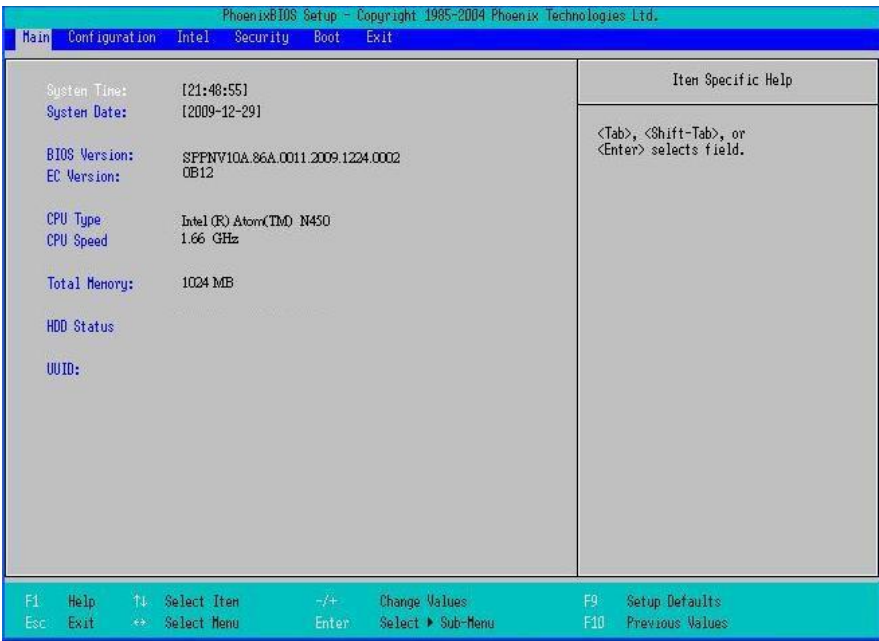 PhoenixBIOS Setup - Copyright 1985-2004 Phoenix Technologies Ltd.
Main Configuration Intel Security Boot Exit
System Time: [21:48:55]
System Date: [2009-12-29]
BIOS Version: SPPNV10A.86A.0011.2009.1224.0002
EC Version: 0B12
CPU Type Intel (R) Atom(TM) N450
CPU Speed 1.66 GHz
Total Memory: 1024 MB
HDD Status
UUID:
Item Specific Help
<Tab>, <Shift-Tab>, or
<Enter> selects field.
F1 Help ↑↓ Select Item -/+ Change Values F9 Setup Defaults
Esc Exit ↔ Select Menu Enter Select ▶ Sub-Menu F10 Previous Values